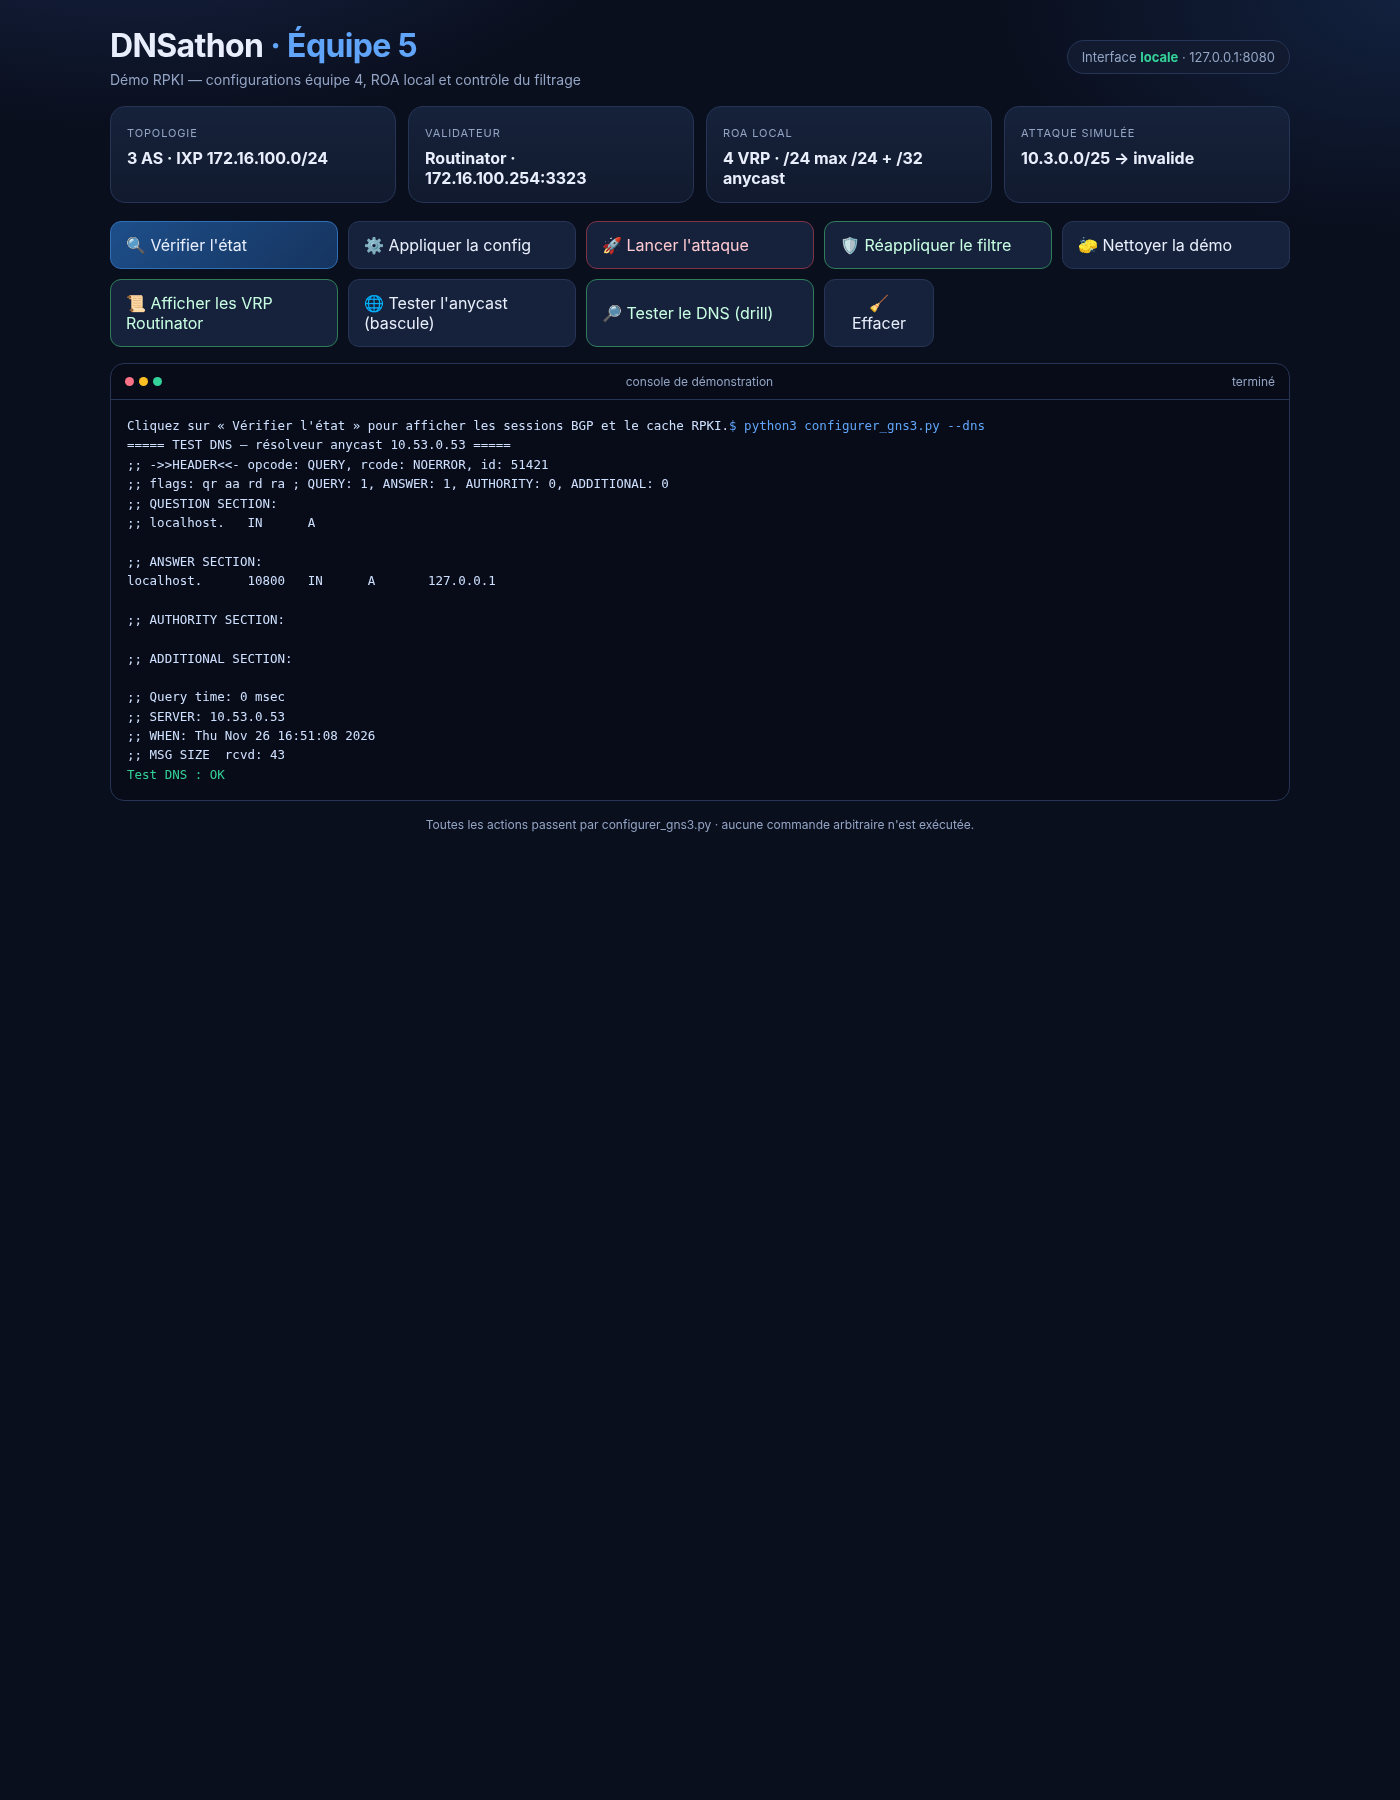 DNSathon · Équipe 5
Démo RPKI — configurations équipe 4, ROA local et contrôle du filtrage
Interface locale · 127.0.0.1:8080
TOPOLOGIE
3 AS · IXP 172.16.100.0/24
VALIDATEUR
Routinator ·
172.16.100.254:3323
ROA LOCAL
4 VRP · /24 max /24 + /32
anycast
ATTAQUE SIMULÉE
10.3.0.0/25 → invalide
🔍 Vérifier l'état
⚙️ Appliquer la config
🚀 Lancer l'attaque
🛡️ Réappliquer le filtre
🧽 Nettoyer la démo
📜 Afficher les VRP
Routinator
🌐 Tester l'anycast
(bascule)
🔎 Tester le DNS (drill)
🧹
Effacer
console de démonstration
terminé
Cliquez sur « Vérifier l'état » pour afficher les sessions BGP et le cache RPKI.$ python3 configurer_gns3.py --dns
===== TEST DNS — résolveur anycast 10.53.0.53 =====
;; ->>HEADER<<- opcode: QUERY, rcode: NOERROR, id: 51421
;; flags: qr aa rd ra ; QUERY: 1, ANSWER: 1, AUTHORITY: 0, ADDITIONAL: 0
;; QUESTION SECTION:
;; localhost.   IN      A
;; ANSWER SECTION:
localhost.      10800   IN      A       127.0.0.1
;; AUTHORITY SECTION:
;; ADDITIONAL SECTION:
;; Query time: 0 msec
;; SERVER: 10.53.0.53
;; WHEN: Thu Nov 26 16:51:08 2026
;; MSG SIZE  rcvd: 43
Test DNS : OK
Toutes les actions passent par configurer_gns3.py · aucune commande arbitraire n'est exécutée.